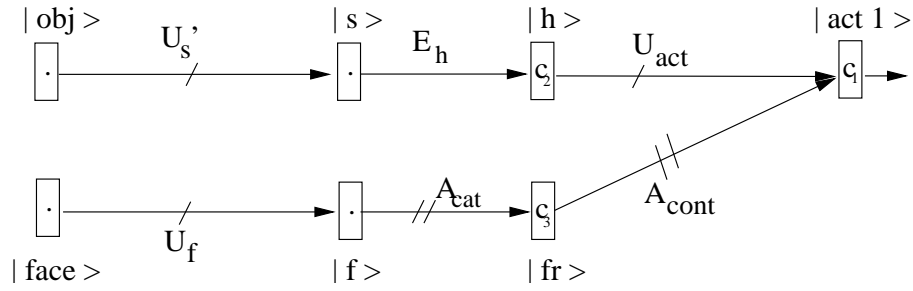 | obj > | s > | h > | act 1 >
U_s’ E_h U_act
. . c_2 c_1
. . c_3
U_f A_cat A_cont
| face > | f > | fr >